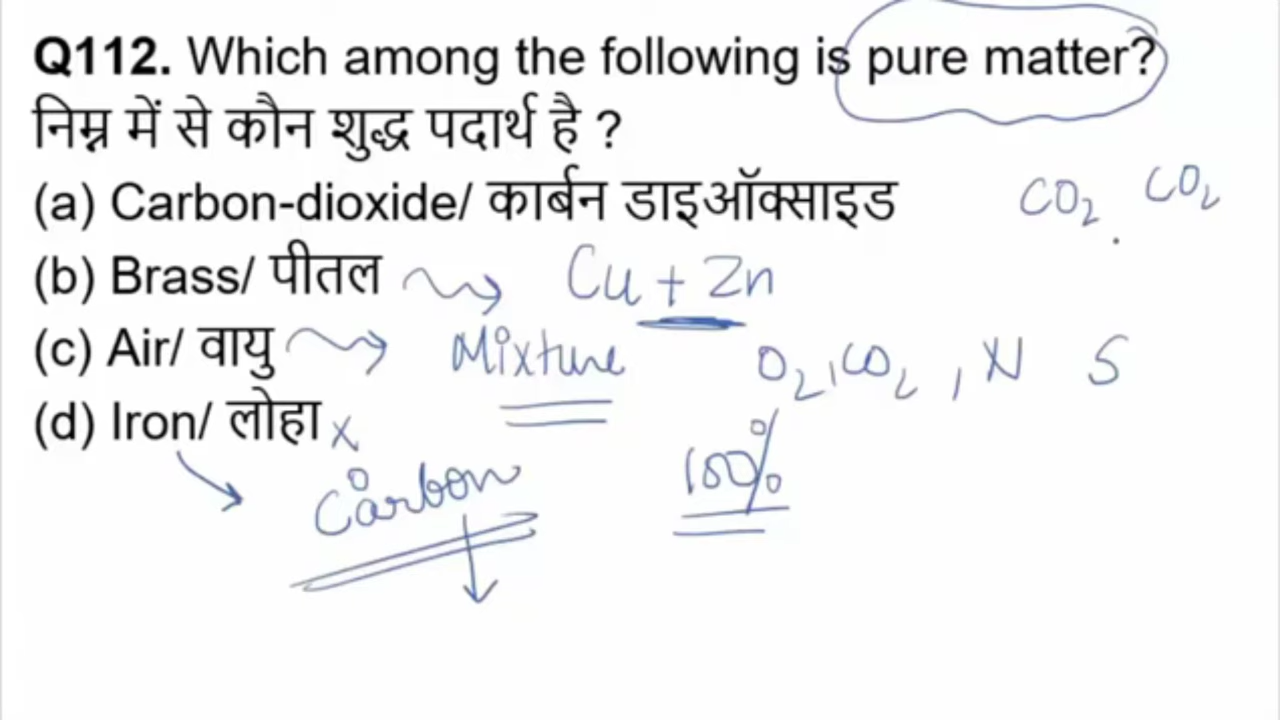 Q112. Which among the following is pure matter?
निम्न में से कौन शुद्ध पदार्थ है ?
(a) Carbon-dioxide/ कार्बन डाइऑक्साइड CO2 CO2
(b) Brass/ पीतल Cu + Zn
(c) Air/ वायु Mixture O2, CO2, N S
(d) Iron/ लोहा x
Carbon 100%